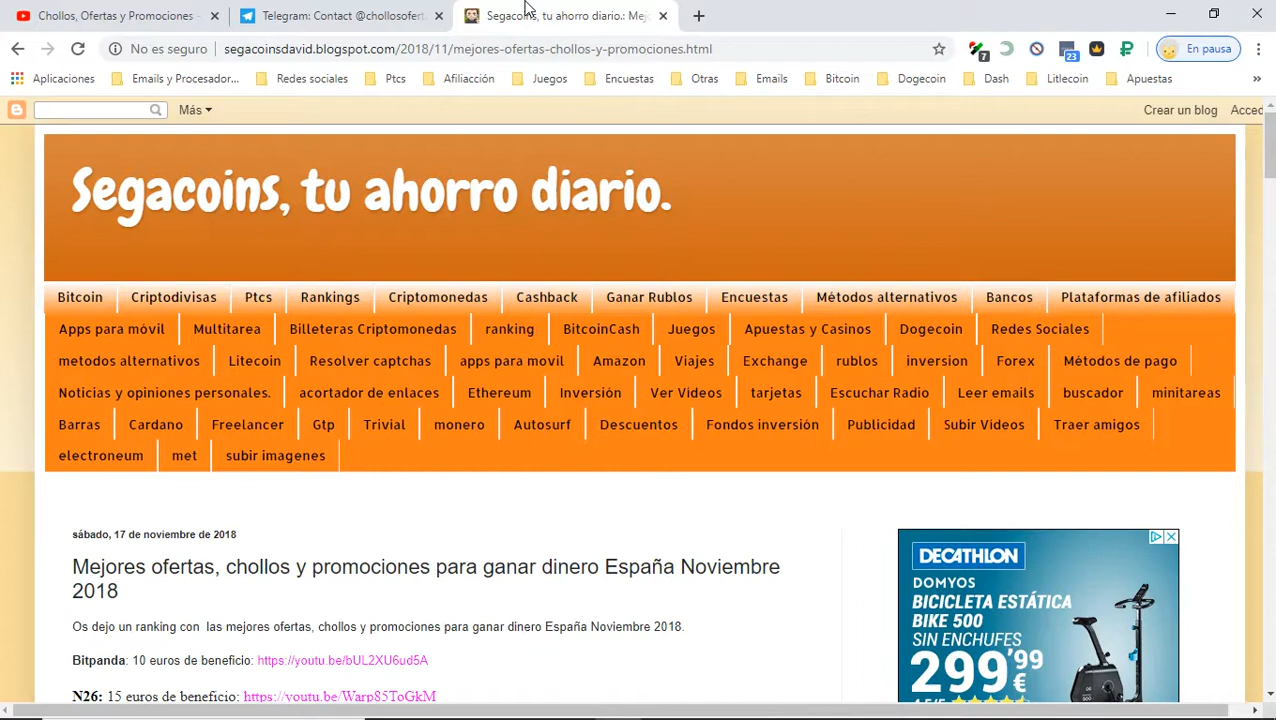 Chollos, Ofertas y Promociones -
Telegram: Contact @chollosofert
Segacoins, tu ahorro diario.: Mej
No es seguro segacoinsdavid.blogspot.com/2018/11/mejores-ofertas-chollos-y-promociones.html
7 23 En pausa
Aplicaciones Emails y Procesador... Redes sociales Ptcs Afiliacción Juegos Encuestas Otras Emails Bitcoin Dogecoin Dash Litlecoin Apuestas »
Más Crear un blog Acced
Segacoins, tu ahorro diario.
Bitcoin Criptodivisas Ptcs Rankings Criptomonedas Cashback Ganar Rublos Encuestas Métodos alternativos Bancos Plataformas de afiliados
Apps para móvil Multitarea Billeteras Criptomonedas ranking BitcoinCash Juegos Apuestas y Casinos Dogecoin Redes Sociales
metodos alternativos Litecoin Resolver captchas apps para movil Amazon Viajes Exchange rublos inversion Forex Métodos de pago
Noticias y opiniones personales. acortador de enlaces Ethereum Inversión Ver Videos tarjetas Escuchar Radio Leer emails buscador minitareas
Barras Cardano Freelancer Gtp Trivial monero Autosurf Descuentos Fondos inversión Publicidad Subir Videos Traer amigos
electroneum met subir imagenes
sábado, 17 de noviembre de 2018
Mejores ofertas, chollos y promociones para ganar dinero España Noviembre
2018
Os dejo un ranking con las mejores ofertas, chollos y promociones para ganar dinero España Noviembre 2018.
Bitpanda: 10 euros de beneficio: https://youtu.be/bUL2XU6ud5A
N26: 15 euros de beneficio: https://youtu.be/Warp85ToGkM
DECATHLON
DOMYOS
BICICLETA ESTÁTICA
BIKE 500
SIN ENCHUFES
299'99
€